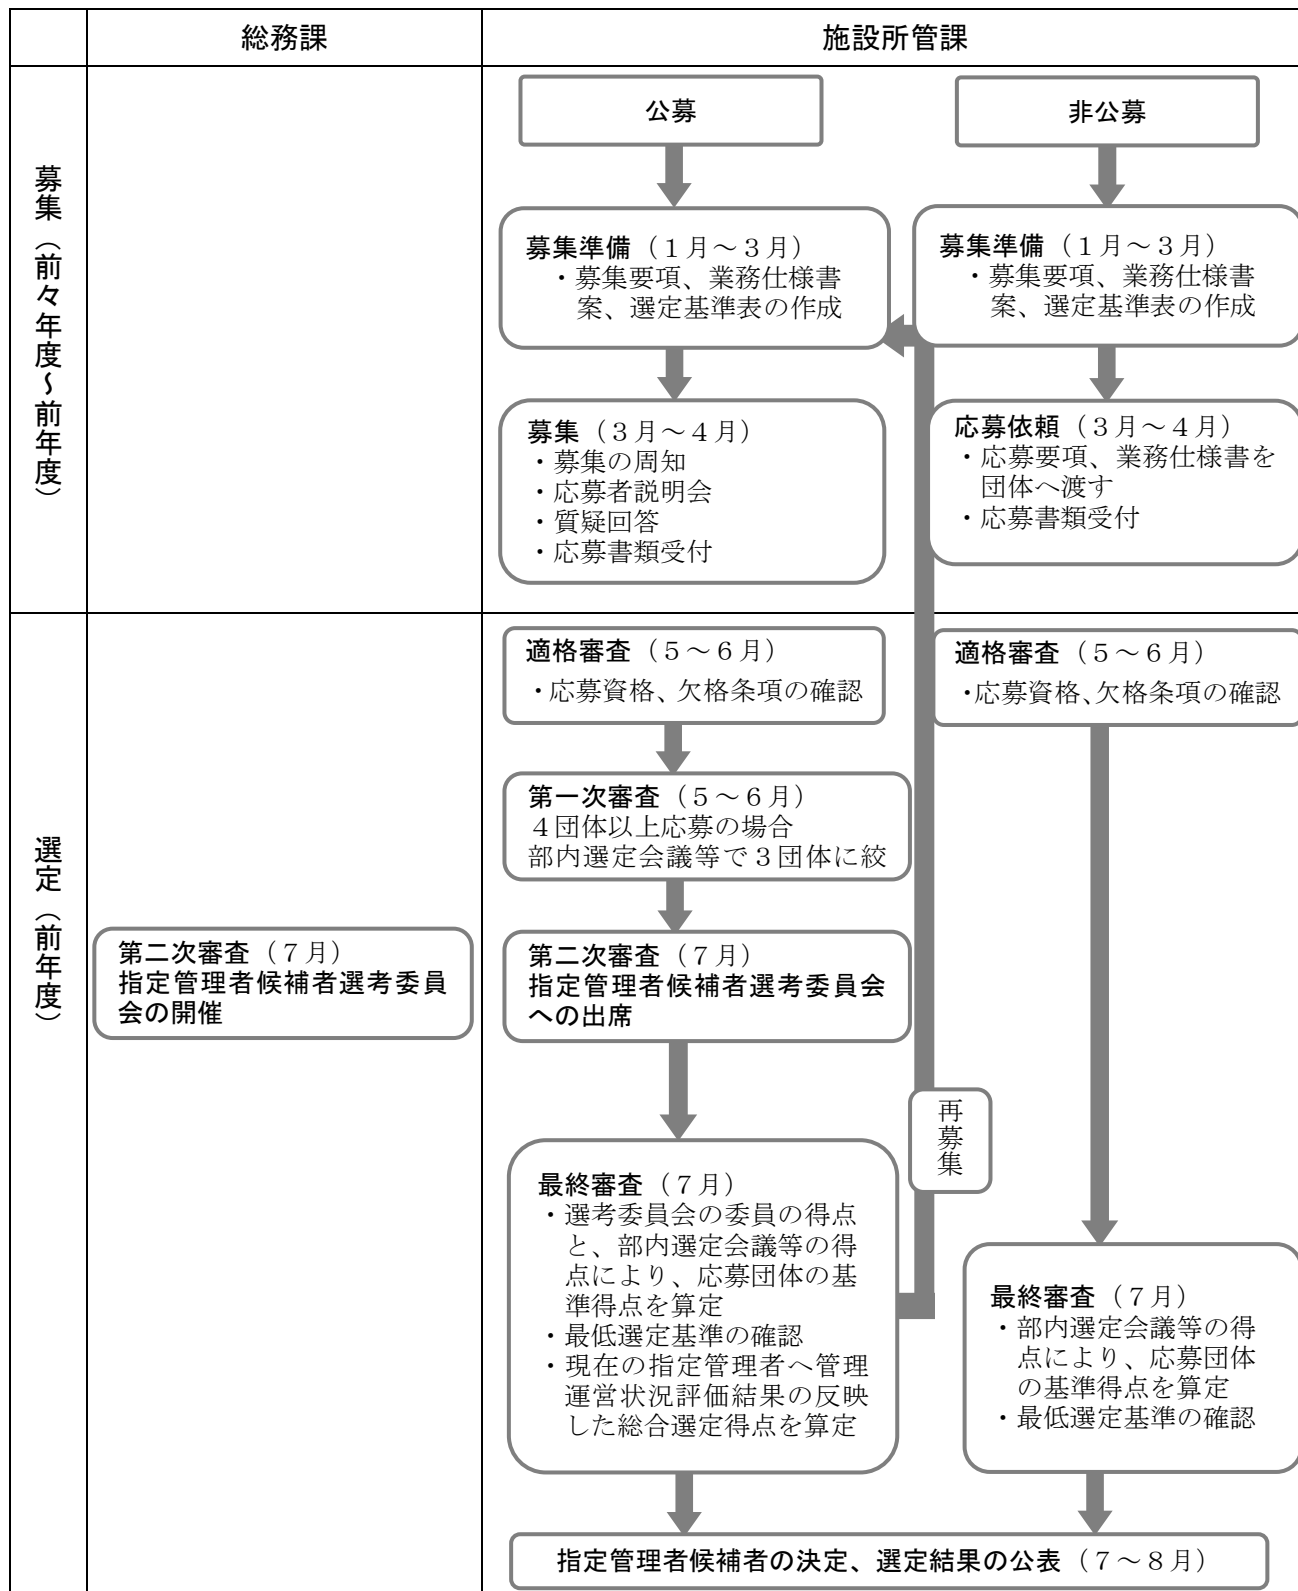 総務課
施設所管課
募集（前々年度～前年度）
公募
募集準備（１月～３月）
・募集要項、業務仕様書
案、選定基準表の作成
募集（３月～４月）
・募集の周知
・応募者説明会
・質疑回答
・応募書類受付
非公募
募集準備（１月～３月）
・募集要項、業務仕様書
案、選定基準表の作成
応募依頼（３月～４月）
・応募要項、業務仕様書を
団体へ渡す
・応募書類受付
選定（前年度）
第二次審査（７月）
指定管理者候補者選考委員
会の開催
適格審査（５～６月）
・応募資格、欠格条項の確認
第一次審査（５～６月）
４団体以上応募の場合
部内選定会議等で３団体に絞
第二次審査（７月）
指定管理者候補者選考委員会
への出席
最終審査（７月）
・選考委員会の委員の得点
と、部内選定会議等の得
点により、応募団体の基
準得点を算定
・最低選定基準の確認
・現在の指定管理者へ管理
運営状況評価結果の反映
した総合選定得点を算定
再募集
適格審査（５～６月）
・応募資格、欠格条項の確認
最終審査（７月）
・部内選定会議等の得
点により、応募団体
の基準得点を算定
・最低選定基準の確認
指定管理者候補者の決定、選定結果の公表（７～８月）